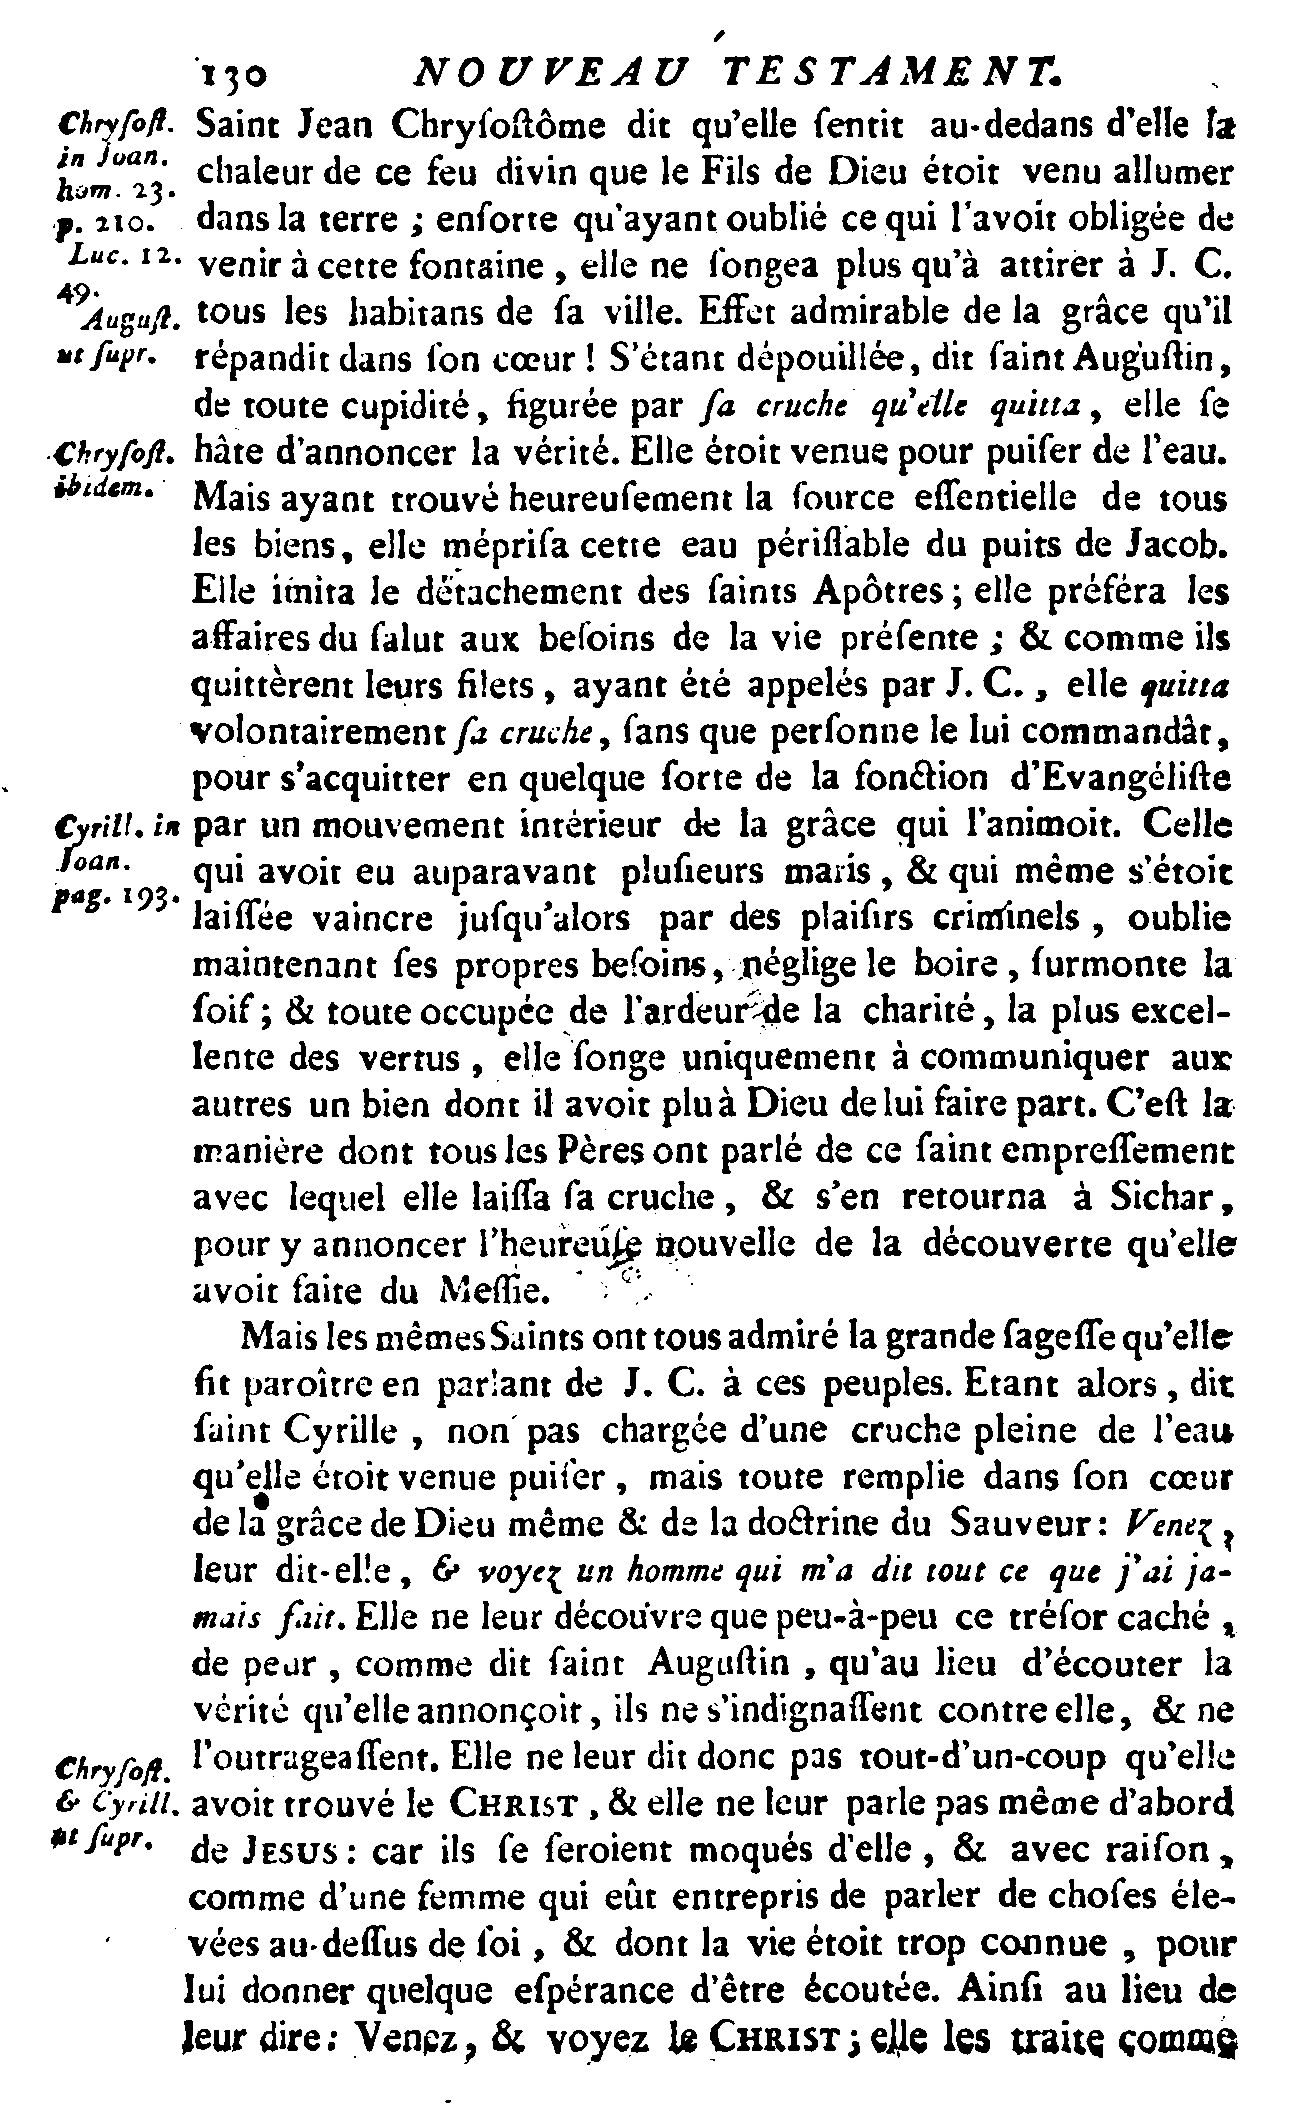 130 NOUVEAU TESTAMENT.
Chryſoſt. Saint Jean Chryſoſtôme dit qu'elle ſentit au-dedans d'elle la
in Joan. chaleur de ce feu divin que le Fils de Dieu étoit venu allumer
hom. 23.
p. 210. dans la terre ; enſorte qu'ayant oublié ce qui l'avoit obligée de
Luc. 12. venir à cette fontaine, elle ne ſongea plus qu'à attirer à J. C.
49.
Auguſt. tous les habitans de ſa ville. Effet admirable de la grâce qu'il
ut ſupr. répandit dans ſon cœur ! S'étant dépouillée, dit ſaint Auguſtin,
de toute cupidité, figurée par ſa cruche qu'elle quitta, elle ſe
Chryſoſt. hâte d'annoncer la vérité. Elle étoit venue pour puiſer de l'eau.
ibidem. Mais ayant trouvé heureuſement la ſource eſſentielle de tous
les biens, elle mépriſa cette eau périſſable du puits de Jacob.
Elle imita le détachement des ſaints Apôtres ; elle préféra les
affaires du ſalut aux beſoins de la vie préſente ; & comme ils
quittèrent leurs filets, ayant été appelés par J. C., elle quitta
volontairement ſa cruche, ſans que perſonne le lui commandât,
pour s'acquitter en quelque ſorte de la fonction d'Evangéliſte
Cyrill. in par un mouvement intérieur de la grâce qui l'animoit. Celle
Joan. qui avoit eu auparavant pluſieurs maris, & qui même s'étoit
pag. 193. laiſſée vaincre juſqu'alors par des plaiſirs criminels, oublie
maintenant ſes propres beſoins, néglige le boire, ſurmonte la
ſoif ; & toute occupée de l'ardeur de la charité, la plus excel-
lente des vertus, elle ſonge uniquement à communiquer aux
autres un bien dont il avoit plu à Dieu de lui faire part. C'eſt la
manière dont tous les Pères ont parlé de ce ſaint empreſſement
avec lequel elle laiſſa ſa cruche, & s'en retourna à Sichar,
pour y annoncer l'heureuſe nouvelle de la découverte qu'elle
avoit faite du Meſſie.
Mais les mêmes Saints ont tous admiré la grande ſageſſe qu'elle
fit paroître en parlant de J. C. à ces peuples. Etant alors, dit
ſaint Cyrille, non pas chargée d'une cruche pleine de l'eau
qu'elle étoit venue puiſer, mais toute remplie dans ſon cœur
de la grâce de Dieu même & de la doctrine du Sauveur : Venez,
leur dit-elle, & voyez un homme qui m'a dit tout ce que j'ai ja-
mais fait. Elle ne leur découvre que peu-à-peu ce tréſor caché,
de peur, comme dit ſaint Auguſtin, qu'au lieu d'écouter la
vérité qu'elle annonçoit, ils ne s'indignaſſent contre elle, & ne
Chryſoſt. l'outrageaſſent. Elle ne leur dit donc pas tout-d'un-coup qu'elle
& Cyrill. avoit trouvé le CHRIST, & elle ne leur parle pas même d'abord
ut ſupr. de JESUS : car ils ſe ſeroient moqués d'elle, & avec raiſon,
comme d'une femme qui eût entrepris de parler de choſes éle-
vées au-deſſus de ſoi, & dont la vie étoit trop connue, pour
lui donner quelque eſpérance d'être écoutée. Ainſi au lieu de
leur dire : Venez, & voyez le CHRIST ; elle les traite comme